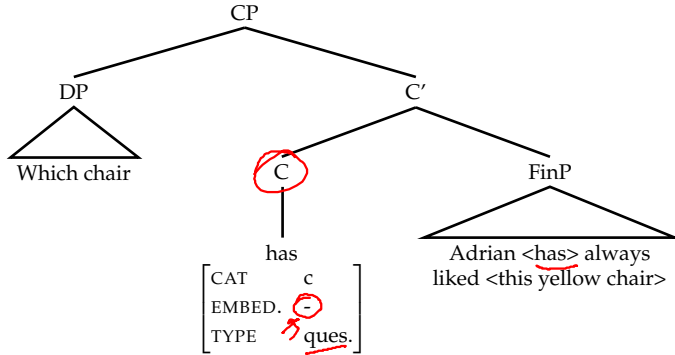 CP
DP
C'
Which chair
C
FinP
has
Adrian <has> always
liked <this yellow chair>
CAT c
EMBED. -
TYPE ques.